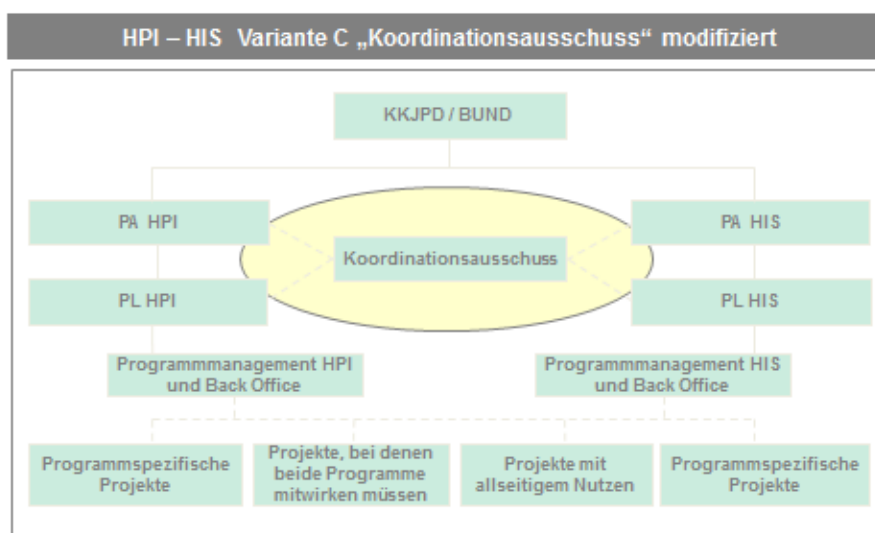 HPI – HIS Variante C „Koordinationsausschuss“ modifiziert
KKJPD / BUND
PA HPI
PA HIS
Koordinationsausschuss
PL HPI
PL HIS
Programmmanagement HPI
und Back Office
Programmmanagement HIS
und Back Office
Programmspezifische
Projekte
Projekte, bei denen
beide Programme
mitwirken müssen
Projekte mit
allseitigem Nutzen
Programmspezifische
Projekte